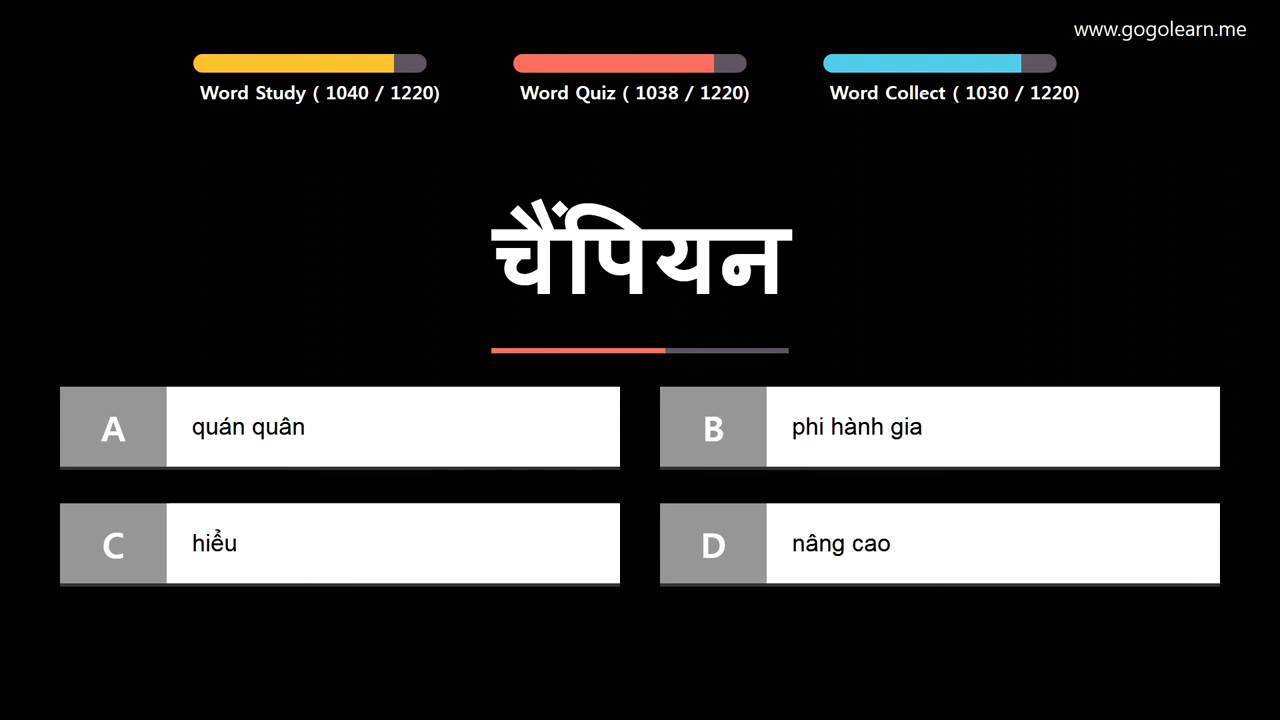 www.gogolearn.me
Word Study ( 1040 / 1220)
Word Quiz ( 1038 / 1220)
Word Collect ( 1030 / 1220)
चैंपियन
A quán quân
B phi hành gia
C hiểu
D nâng cao